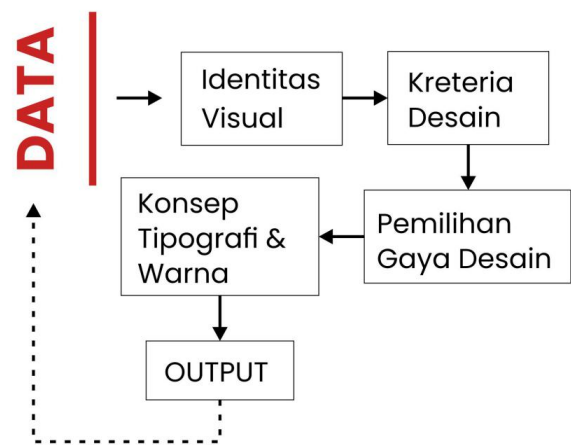 DATA
Identitas
Visual
Kreteria
Desain
Pemilihan
Gaya Desain
Konsep
Tipografi &
Warna
OUTPUT